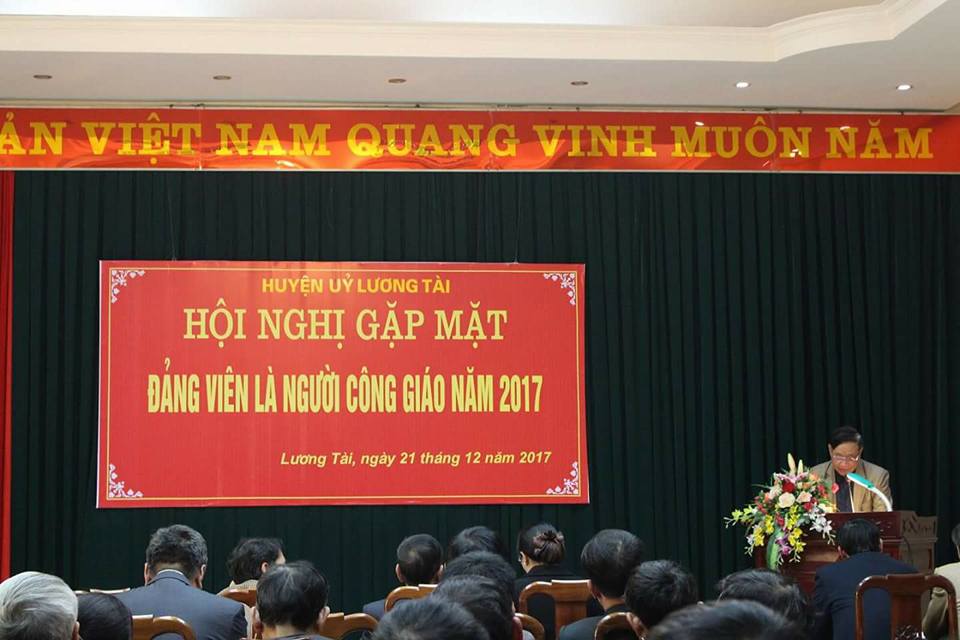 ẢN VIỆT NAM QUANG VINH MUÔN NĂM
HUYỆN UỶ LƯƠNG TÀI
HỘI NGHỊ GẶP MẶT
ĐẢNG VIÊN LÀ NGƯỜI CÔNG GIÁO NĂM 2017
Lương Tài, ngày 21 tháng 12 năm 2017